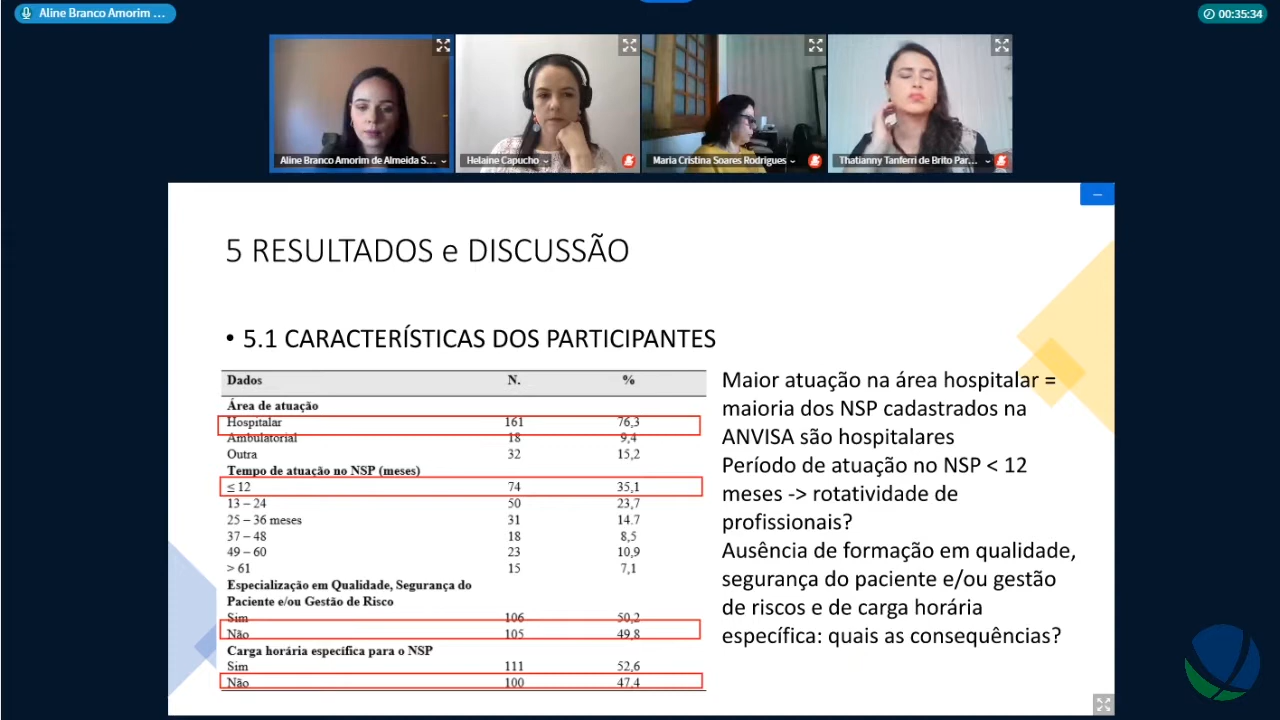 Aline Branco Amorim ...
00:35:34
Aline Branco Amorim de Almeida S...
Helaine Capucho
Maria Cristina Soares Rodrigues
Thatianny Tanferri de Brito Par...
5 RESULTADOS e DISCUSSÃO
• 5.1 CARACTERÍSTICAS DOS PARTICIPANTES
Dados N. %
Área de atuação
Hospitalar 161 76,3
Ambulatorial 18 9,4
Outra 32 15,2
Tempo de atuação no NSP (meses)
≤ 12 74 35,1
13 – 24 50 23,7
25 – 36 meses 31 14.7
37 – 48 18 8,5
49 – 60 23 10,9
> 61 15 7,1
Especialização em Qualidade, Segurança do
Paciente e/ou Gestão de Risco
Sim 106 50,2
Não 105 49,8
Carga horária específica para o NSP
Sim 111 52,6
Não 100 47,4
Maior atuação na área hospitalar =
maioria dos NSP cadastrados na
ANVISA são hospitalares
Período de atuação no NSP < 12
meses -> rotatividade de
profissionais?
Ausência de formação em qualidade,
segurança do paciente e/ou gestão
de riscos e de carga horária
específica: quais as consequências?